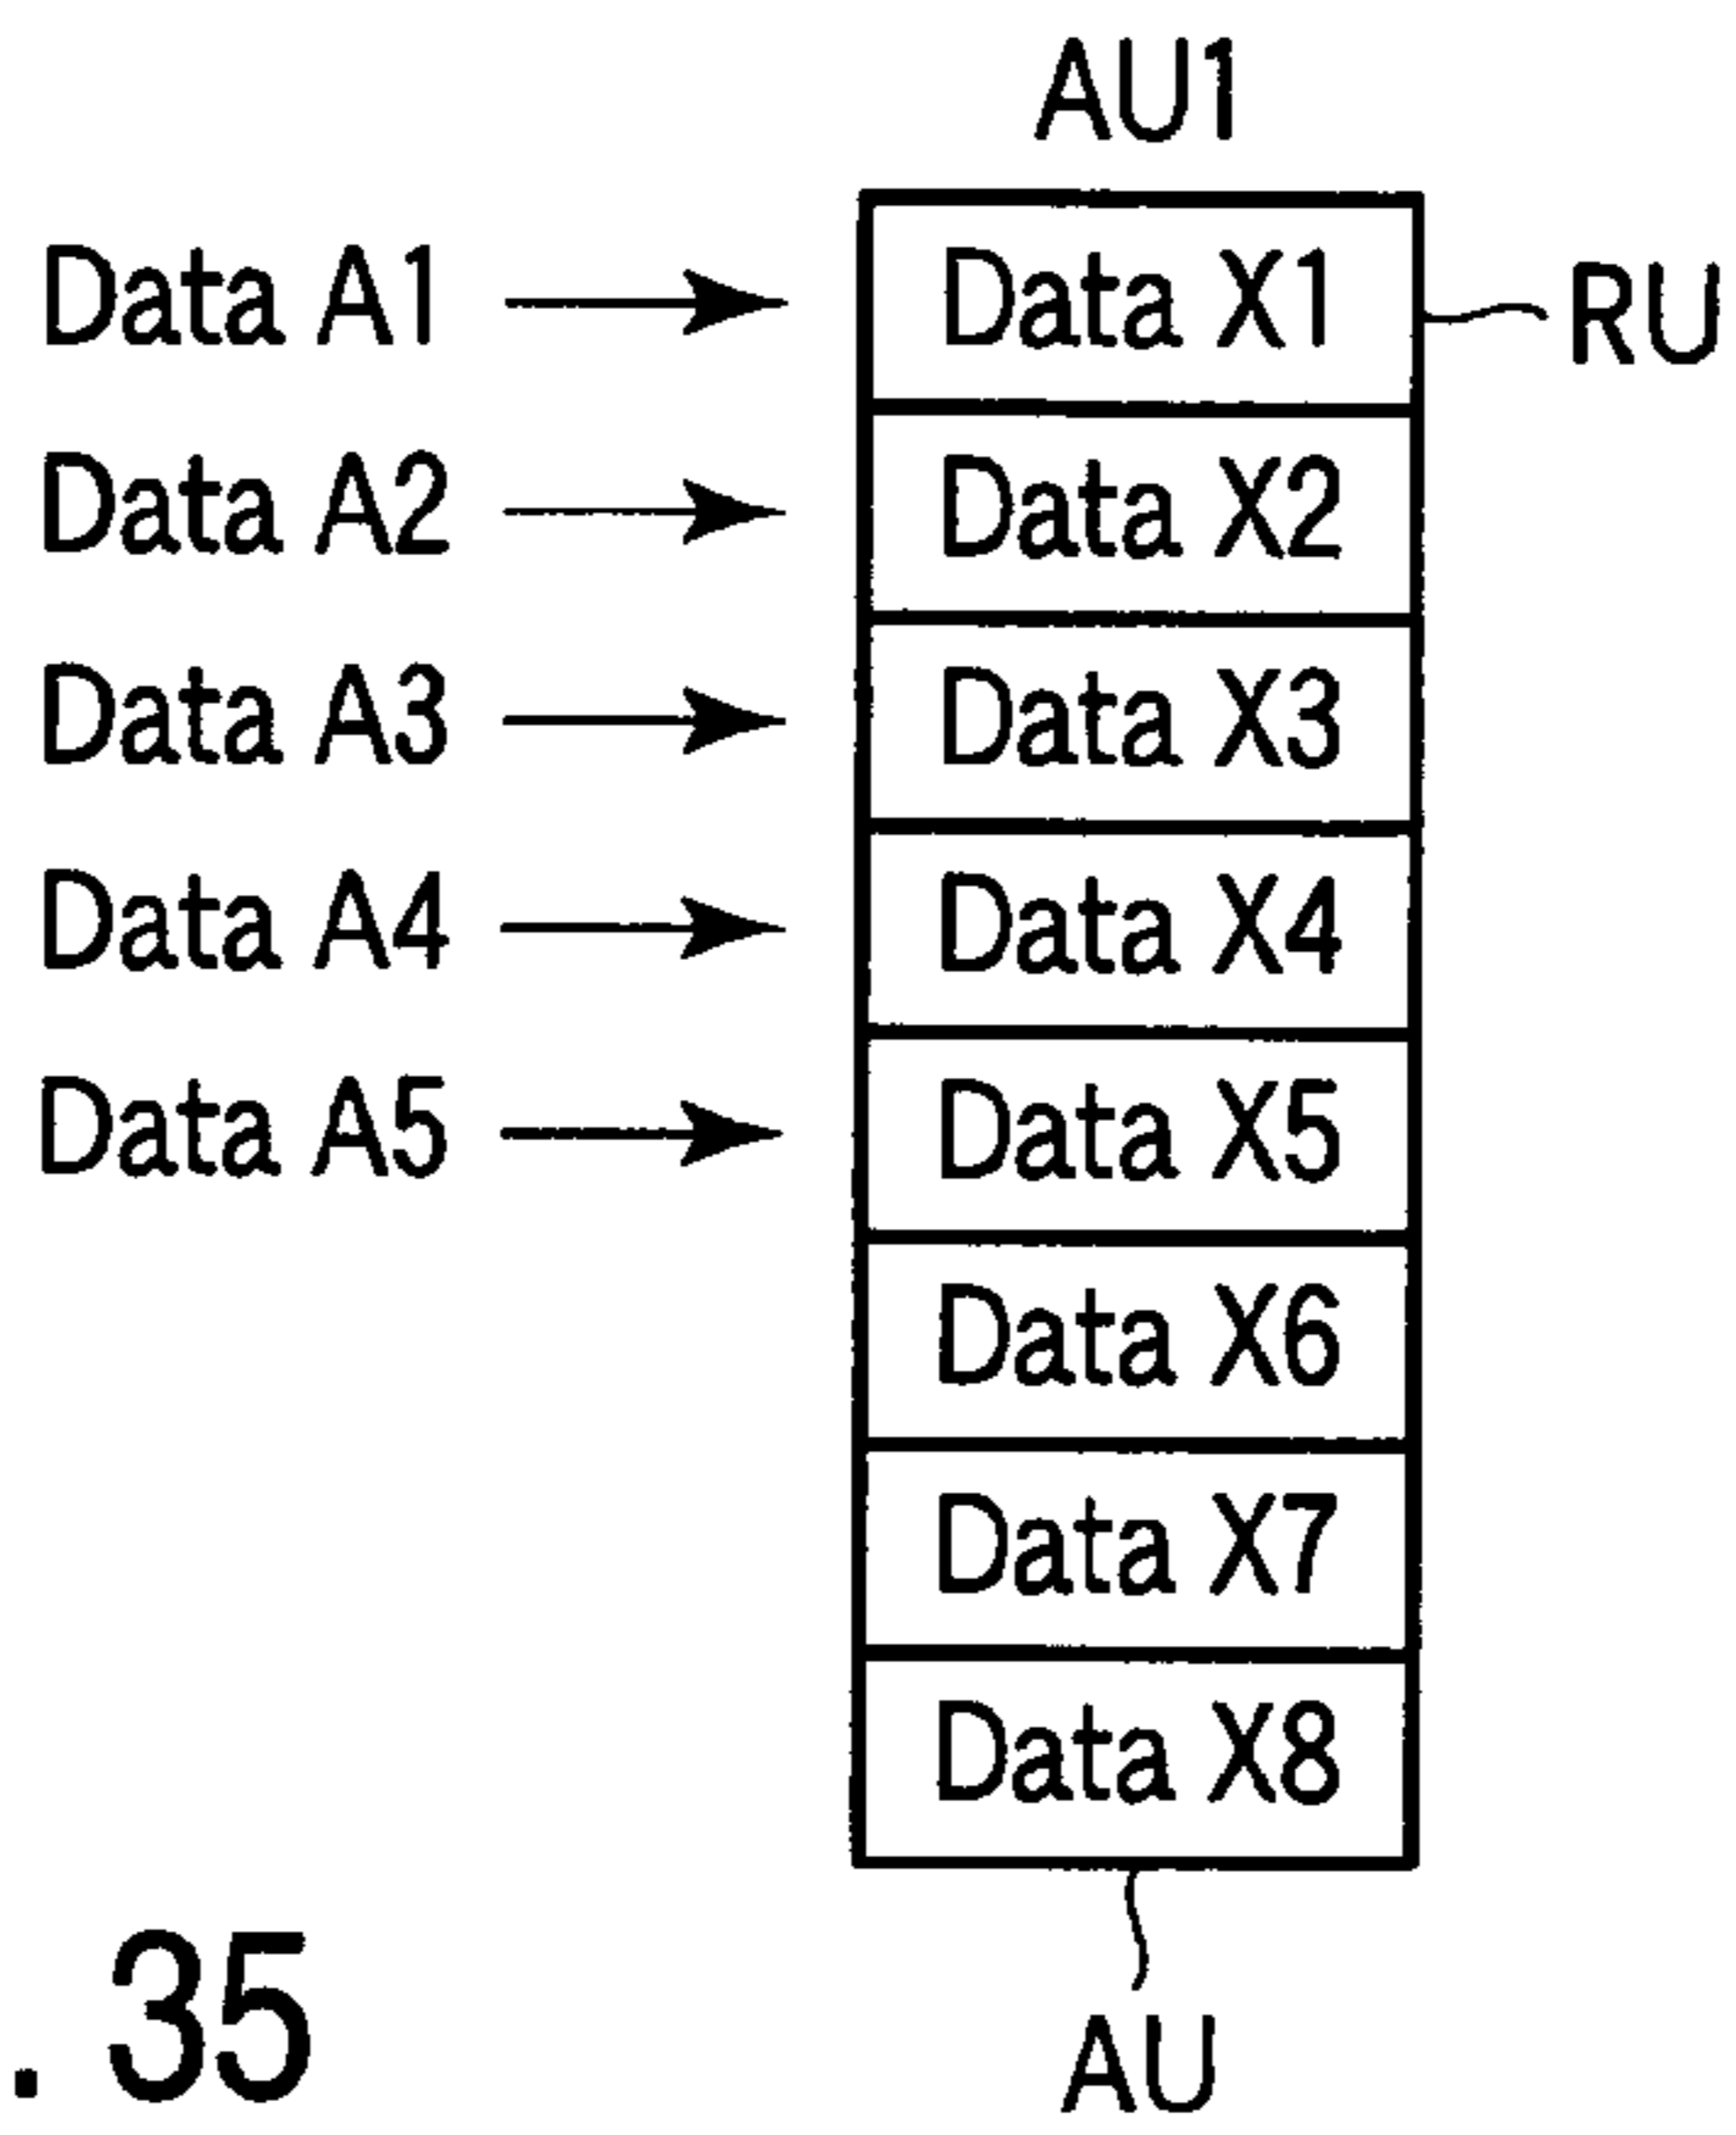 AU1
Data A1 Data X1 RU
Data A2 Data X2
Data A3 Data X3
Data A4 Data X4
Data A5 Data X5
Data X6
Data X7
Data X8
AU
. 35